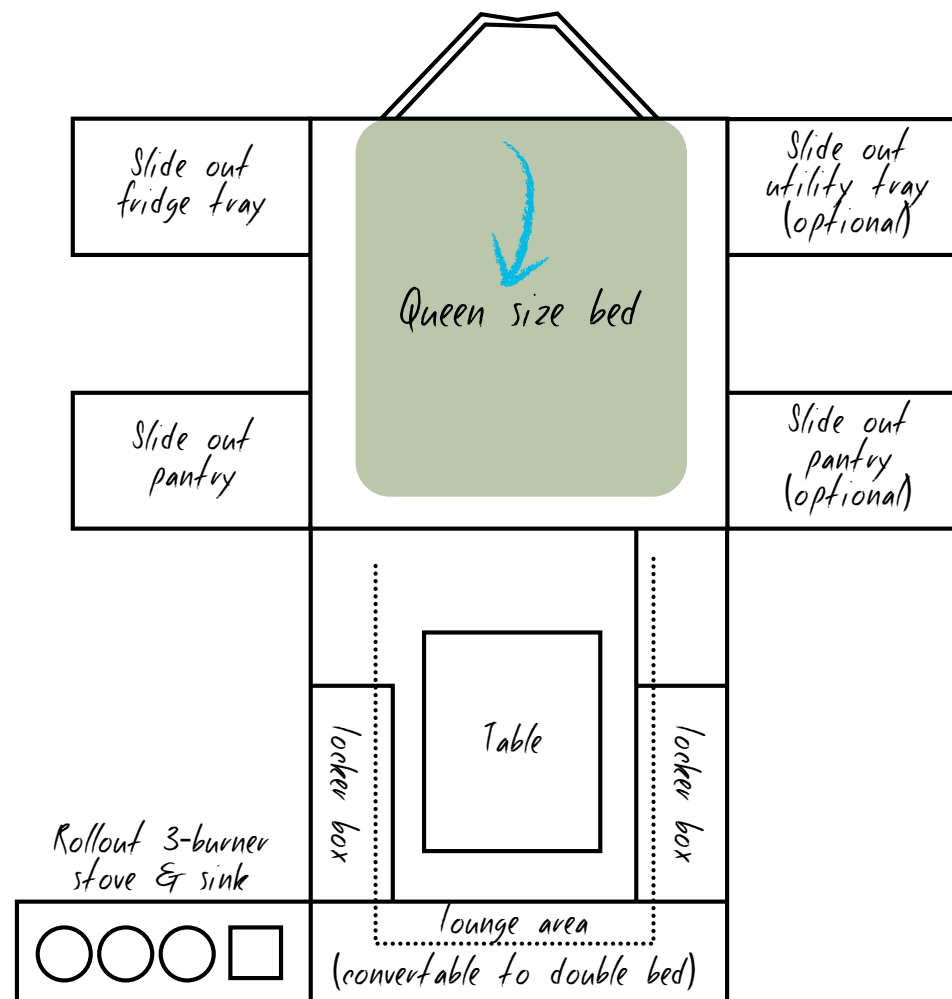 Slide out
fridge tray
Slide out
utility tray
(optional)
Queen size bed
Slide out
pantry
Slide out
pantry
(optional)
Table
locker box
locker box
Rollout 3-burner
stove & sink
lounge area
(convertable to double bed)